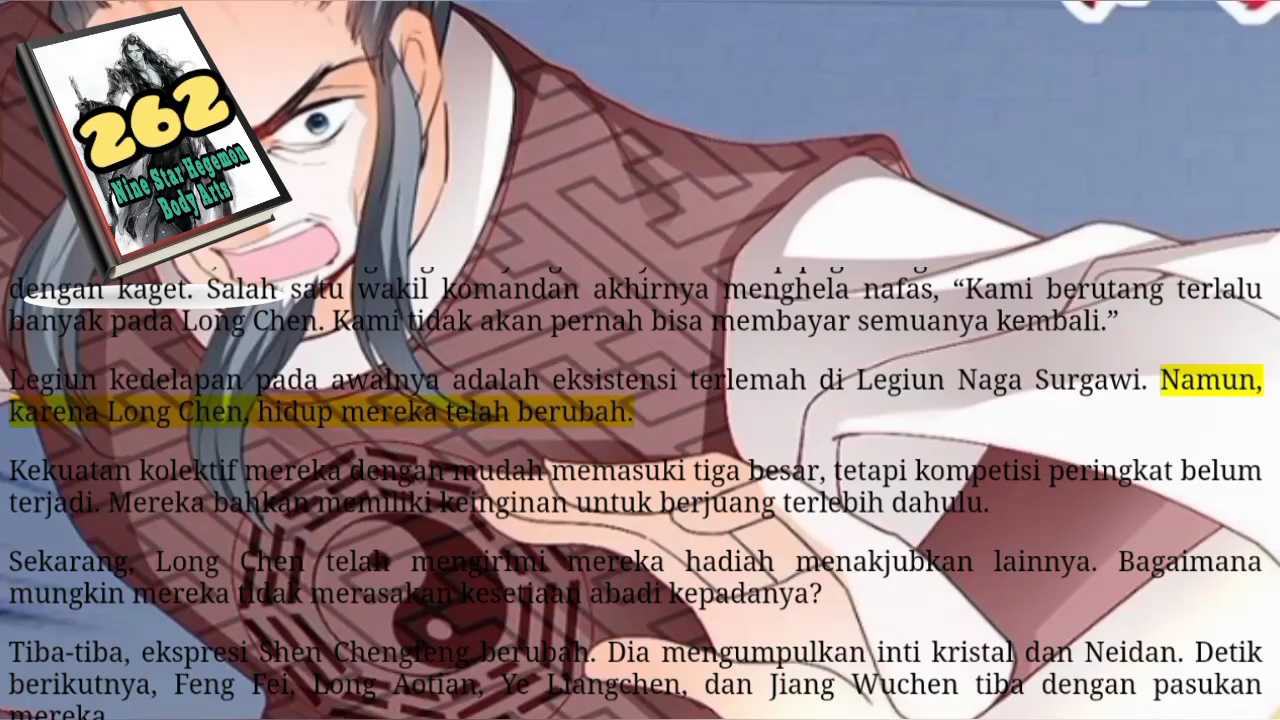 262
Nine Star Hegemon
Body Arts
dengan kaget. Salah satu wakil komandan akhirnya menghela nafas, “Kami berutang terlalu
banyak pada Long Chen. Kami tidak akan pernah bisa membayar semuanya kembali.”
Legiun kedelapan pada awalnya adalah eksistensi terlemah di Legiun Naga Surgawi. Namun,
karena Long Chen, hidup mereka telah berubah.
Kekuatan kolektif mereka dengan mudah memasuki tiga besar, tetapi kompetisi peringkat belum
terjadi. Mereka bahkan memiliki keinginan untuk berjuang terlebih dahulu.
Sekarang, Long Chen telah mengirimi mereka hadiah menakjubkan lainnya. Bagaimana
mungkin mereka tidak merasakan kesetiaan abadi kepadanya?
Tiba-tiba, ekspresi Shen Chengfeng berubah. Dia mengumpulkan inti kristal dan Neidan. Detik
berikutnya, Feng Fei, Long Aotian, Ye Liangchen, dan Jiang Wuchen tiba dengan pasukan
mereka.